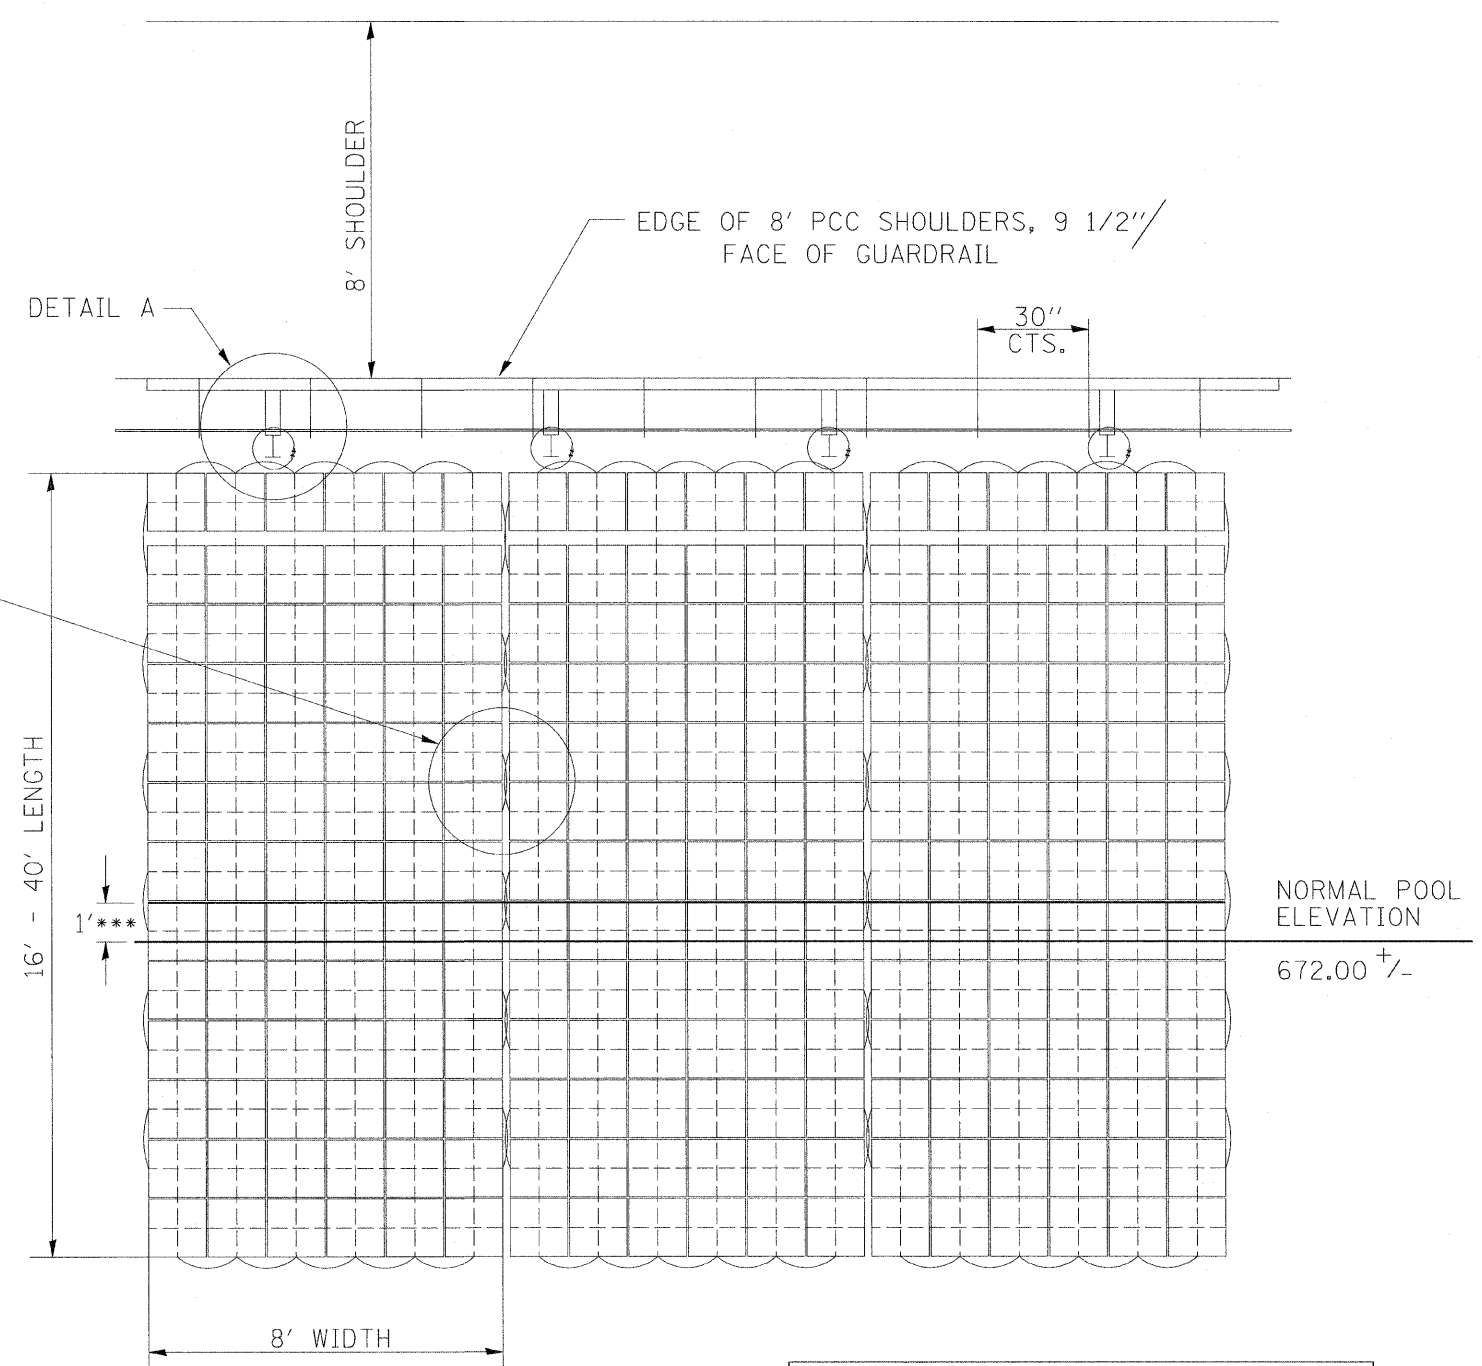 8' SHOULDER
EDGE OF 8' PCC SHOULDERS, 9 1/2"/
FACE OF GUARDRAIL
DETAIL A
30"
CTS.
16' - 40' LENGTH
1'***
NORMAL POOL
ELEVATION
672.00 +/-
8' WIDTH